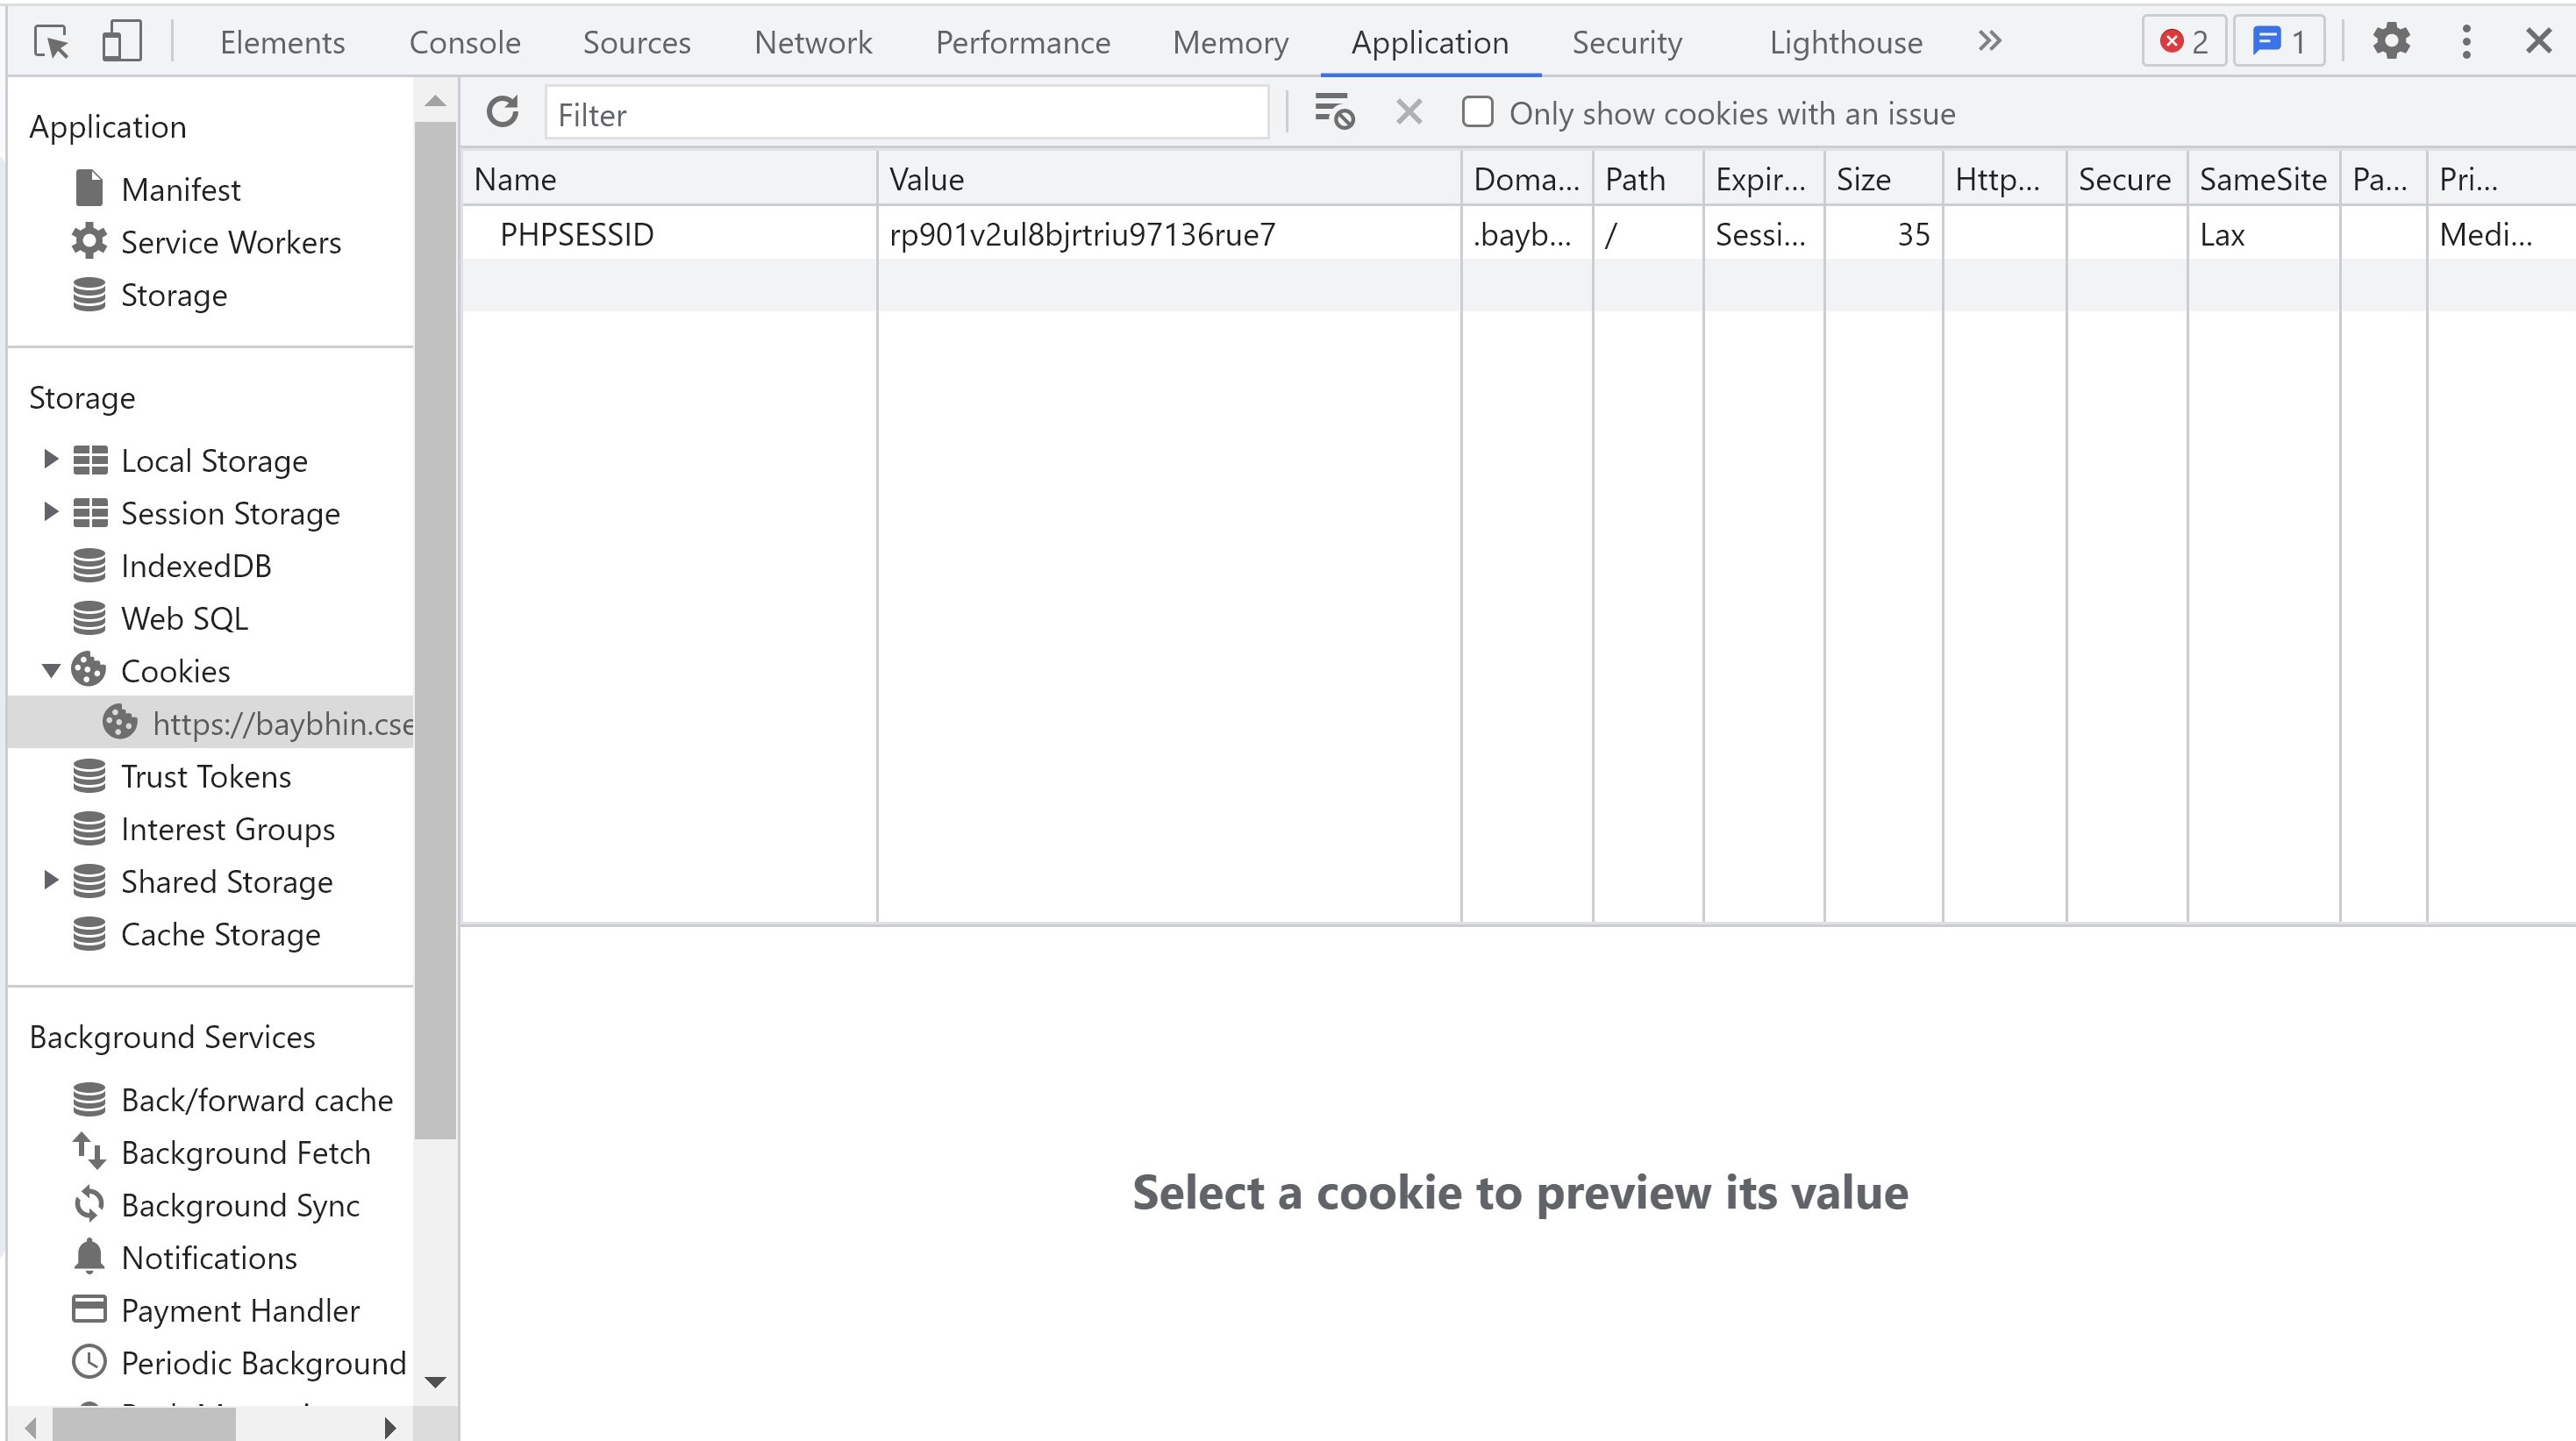 Elements Console Sources Network Performance Memory Application Security Lighthouse 2 1
Application
Manifest
Service Workers
Storage
Storage
Local Storage
Session Storage
IndexedDB
Web SQL
Cookies
https://baybhin.cse
Trust Tokens
Interest Groups
Shared Storage
Cache Storage
Background Services
Back/forward cache
Background Fetch
Background Sync
Notifications
Payment Handler
Periodic Background
Filter Only show cookies with an issue
Name Value Doma... Path Expir... Size Http... Secure SameSite Pa... Pri...
PHPSESSID rp901v2ul8bjrtriu97136rue7 .bayb... / Sessi... 35 Lax Medi...
Select a cookie to preview its value